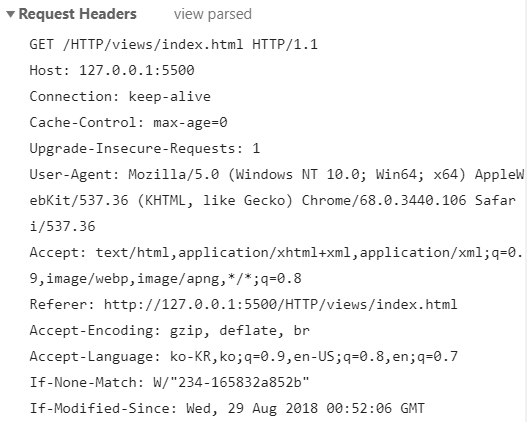 ▼Request Headers view parsed
GET /HTTP/views/index.html HTTP/1.1
Host: 127.0.0.1:5500
Connection: keep-alive
Cache-Control: max-age=0
Upgrade-Insecure-Requests: 1
User-Agent: Mozilla/5.0 (Windows NT 10.0; Win64; x64) AppleW
ebKit/537.36 (KHTML, like Gecko) Chrome/68.0.3440.106 Safar
i/537.36
Accept: text/html,application/xhtml+xml,application/xml;q=0.
9,image/webp,image/apng,*/*;q=0.8
Referer: http://127.0.0.1:5500/HTTP/views/index.html
Accept-Encoding: gzip, deflate, br
Accept-Language: ko-KR,ko;q=0.9,en-US;q=0.8,en;q=0.7
If-None-Match: W/"234-165832a852b"
If-Modified-Since: Wed, 29 Aug 2018 00:52:06 GMT